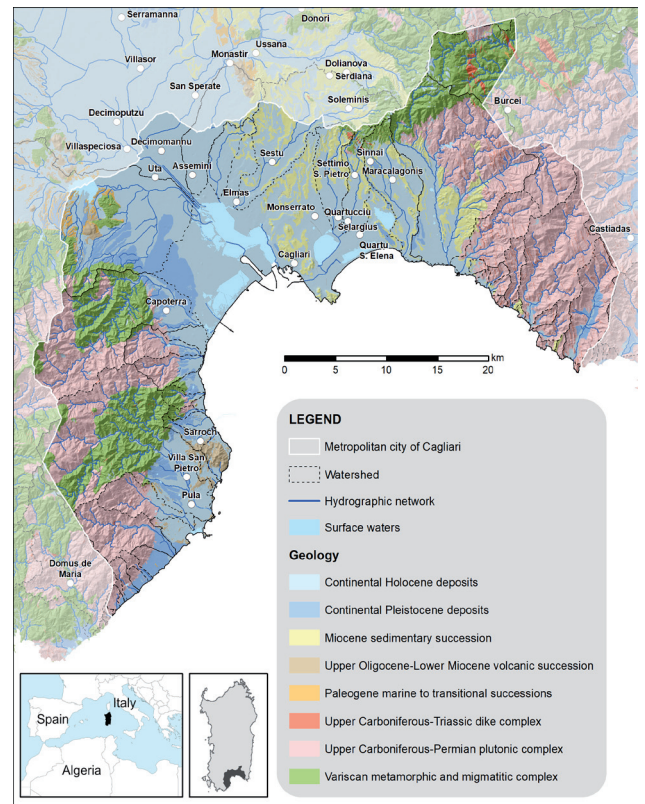 Serramanna
Donori
Ussana
Monastir
Villasor
Dolianova
Serdiana
San Sperate
Soleminis
Burcei
Decimoputzu
Villaspeciosa
Decimomannu
Uta
Assemini
Sestu
Settimo
S. Pietro
Sinnai
Maracalagonis
Elmas
Monserrato
Quartucciu
Selargius
Castiadas
Cagliari
Quartu
S. Elena
Capoterra
km
0 5 10 15 20
Sarroch
Villa San
Pietro
Pula
Domus de
Maria
LEGEND
Metropolitan city of Cagliari
Watershed
Hydrographic network
Surface waters
Geology
Continental Holocene deposits
Continental Pleistocene deposits
Miocene sedimentary succession
Upper Oligocene-Lower Miocene volcanic succession
Paleogene marine to transitional successions
Upper Carboniferous-Triassic dike complex
Upper Carboniferous-Permian plutonic complex
Variscan metamorphic and migmatitic complex
Italy
Spain
Algeria